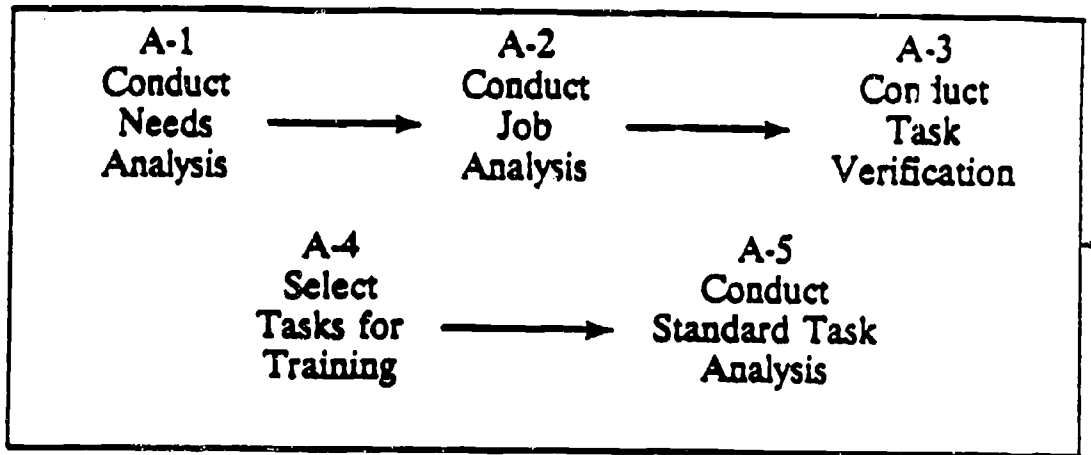 A-1
Conduct
Needs
Analysis
A-2
Conduct
Job
Analysis
A-3
Conduct
Task
Verification
A-4
Select
Tasks for
Training
A-5
Conduct
Standard Task
Analysis